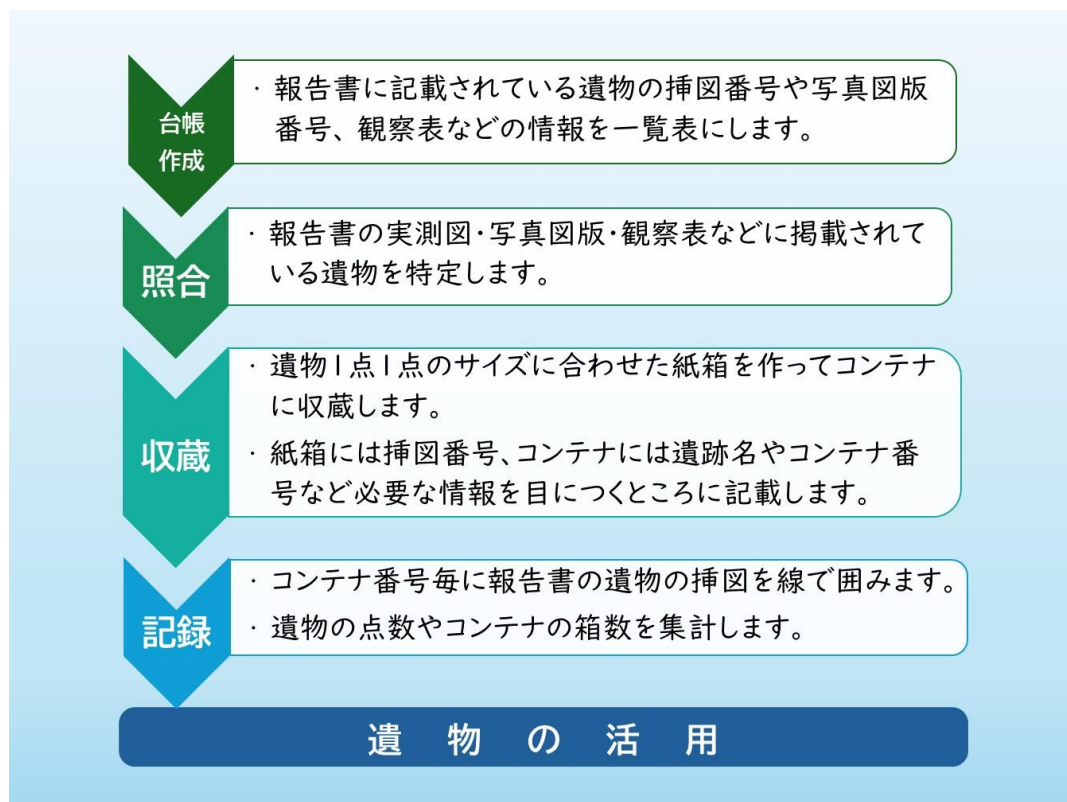 台帳
作成
・報告書に記載されている遺物の挿図番号や写真図版
番号、観察表などの情報を一覧表にします。
照合
・報告書の実測図・写真図版・観察表などに掲載されて
いる遺物を特定します。
収蔵
・遺物1点1点のサイズに合わせた紙箱を作ってコンテナ
に収蔵します。
・紙箱には挿図番号、コンテナには遺跡名やコンテナ番
号など必要な情報を目につくところに記載します。
記録
・コンテナ番号毎に報告書の遺物の挿図を線で囲みます。
・遺物の点数やコンテナの箱数を集計します。
遺物の活用